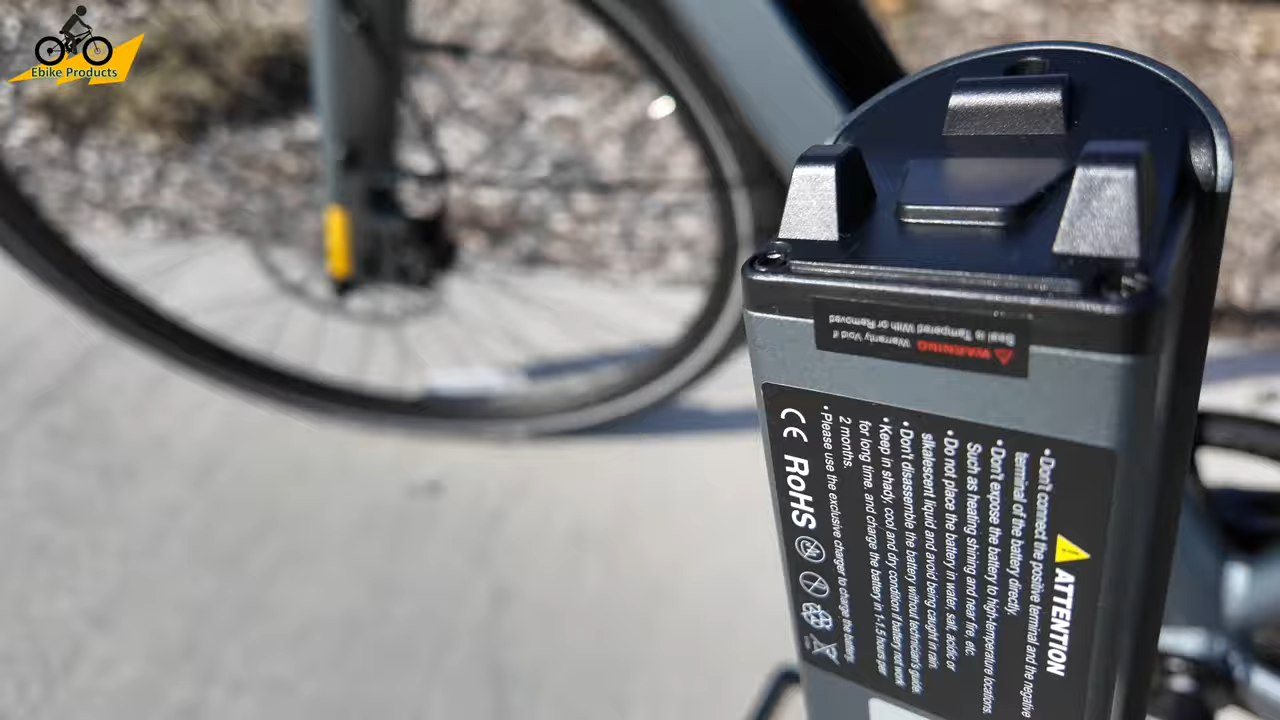 Ebike Products
WARNING Warranty Void if
Seal is Tampered With or Removed
ATTENTION
• Don't connect the positive terminal and the negative
terminal of the battery directly.
• Don't expose the battery to high-temperature locations.
Such as heating shining and near fire, etc.
• Do not place the battery in water, salt, acidic or
slkalescent liquid and avoid being caught in rain.
• Don't disassemble the battery without technician's guide.
• Keep in shady, cool and dry condition if battery not work
for long time. and charge the battery in 1-1.5 hours per
2 months.
• Please use the exclusive charger to charge the battery.
CE RoHS